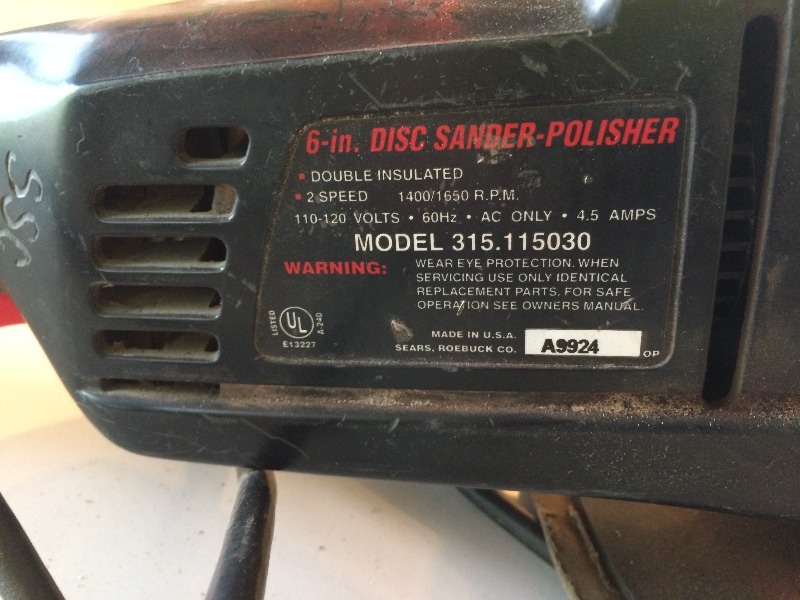 6-in. DISC SANDER-POLISHER
• DOUBLE INSULATED
• 2 SPEED 1400/1650 R.P.M.
110-120 VOLTS • 60Hz • AC ONLY • 4.5 AMPS
MODEL 315.115030
WARNING: WEAR EYE PROTECTION. WHEN
SERVICING USE ONLY IDENTICAL
REPLACEMENT PARTS. FOR SAFE
OPERATION SEE OWNERS MANUAL.
LISTED UL A-240
E13227
MADE IN U.S.A.
SEARS, ROEBUCK CO. A9924 OP